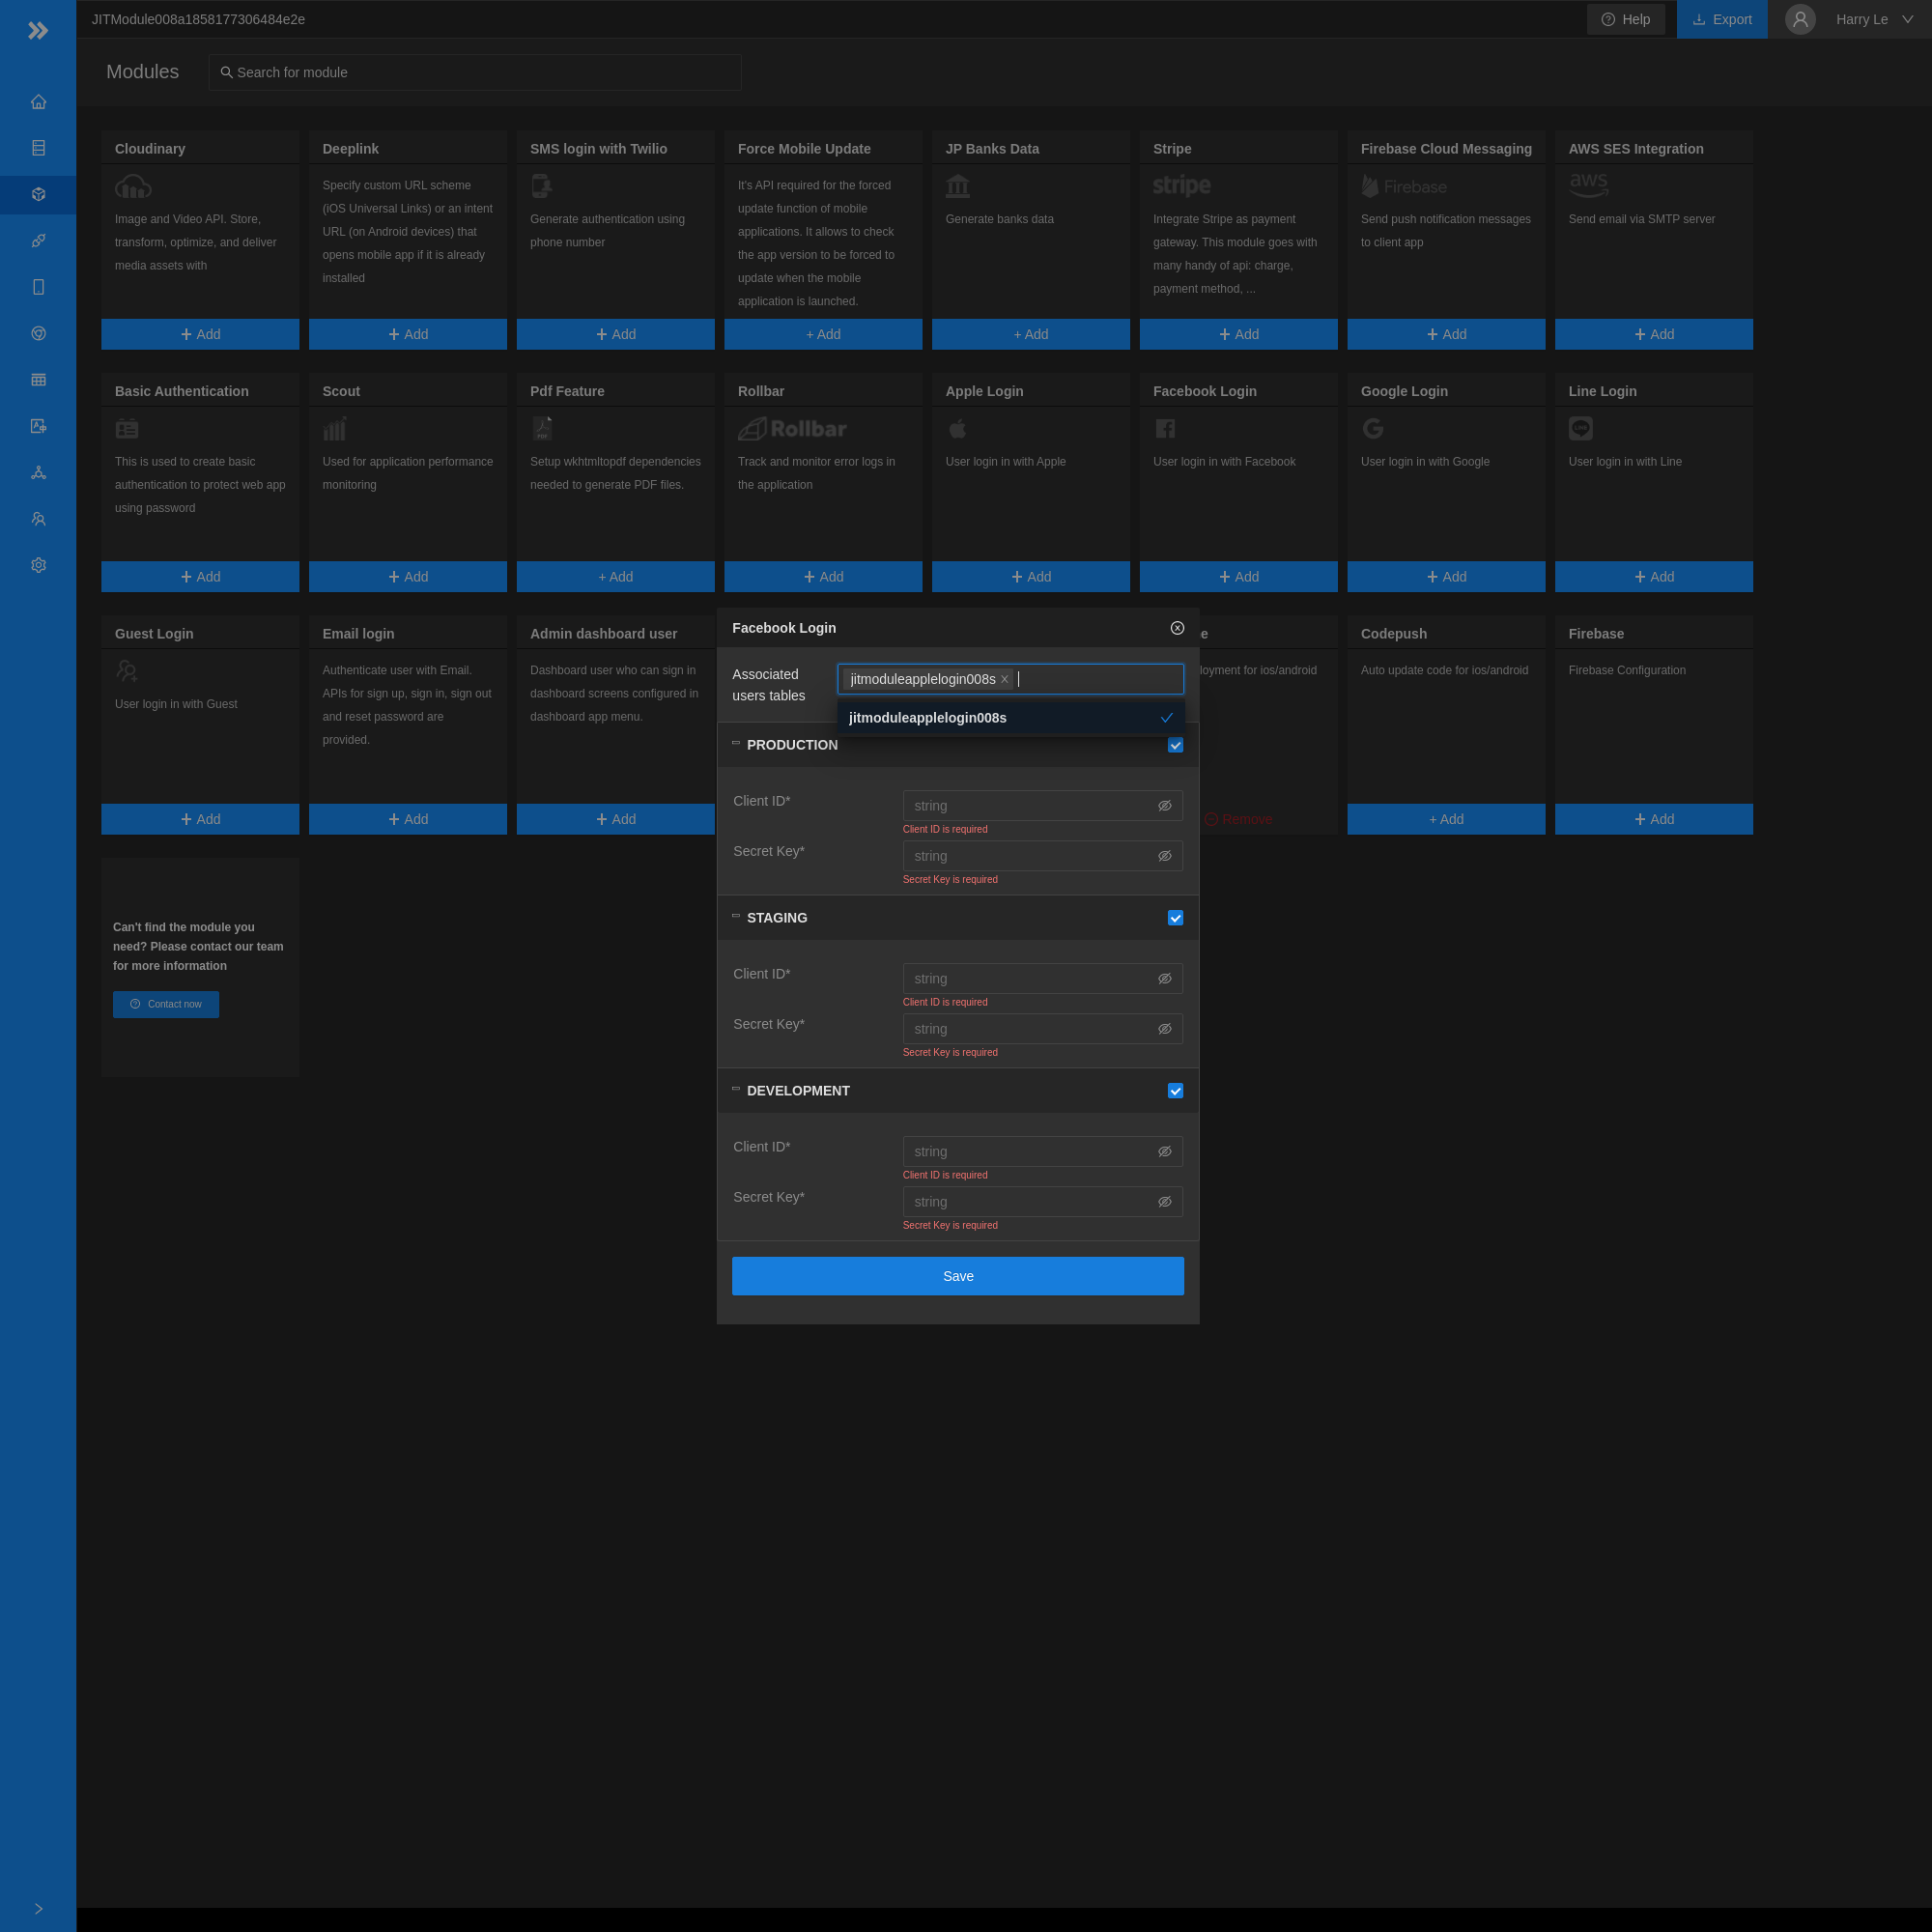 JITModule008a1858177306484e2e
Help
Export
Harry Le
Modules
Search for module
Cloudinary
Image and Video API. Store,
transform, optimize, and deliver
media assets with
+ Add
Deeplink
Specify custom URL scheme
(iOS Universal Links) or an intent
URL (on Android devices) that
opens mobile app if it is already
installed
+ Add
SMS login with Twilio
Generate authentication using
phone number
+ Add
Force Mobile Update
It's API required for the forced
update function of mobile
applications. It allows to check
the app version to be forced to
update when the mobile
application is launched.
+ Add
JP Banks Data
Generate banks data
+ Add
Stripe
stripe
Integrate Stripe as payment
gateway. This module goes with
many handy of api: charge,
payment method, ...
+ Add
Firebase Cloud Messaging
Firebase
Send push notification messages
to client app
+ Add
AWS SES Integration
aws
Send email via SMTP server
+ Add
Basic Authentication
This is used to create basic
authentication to protect web app
using password
+ Add
Scout
Used for application performance
monitoring
+ Add
Pdf Feature
PDF
Setup wkhtmltopdf dependencies
needed to generate PDF files.
+ Add
Rollbar
Rollbar
Track and monitor error logs in
the application
+ Add
Apple Login
User login in with Apple
+ Add
Facebook Login
User login in with Facebook
+ Add
Google Login
User login in with Google
+ Add
Line Login
LINE
User login in with Line
+ Add
Guest Login
User login in with Guest
+ Add
Email login
Authenticate user with Email.
APIs for sign up, sign in, sign out
and reset password are
provided.
+ Add
Admin dashboard user
Dashboard user who can sign in
dashboard screens configured in
dashboard app menu.
+ Add
e
loyment for ios/android
Remove
Codepush
Auto update code for ios/android
+ Add
Firebase
Firebase Configuration
+ Add
Can't find the module you
need? Please contact our team
for more information
Contact now
Facebook Login
Associated
users tables
jitmoduleapplelogin008s
jitmoduleapplelogin008s
PRODUCTION
Client ID*
string
Client ID is required
Secret Key*
string
Secret Key is required
STAGING
Client ID*
string
Client ID is required
Secret Key*
string
Secret Key is required
DEVELOPMENT
Client ID*
string
Client ID is required
Secret Key*
string
Secret Key is required
Save